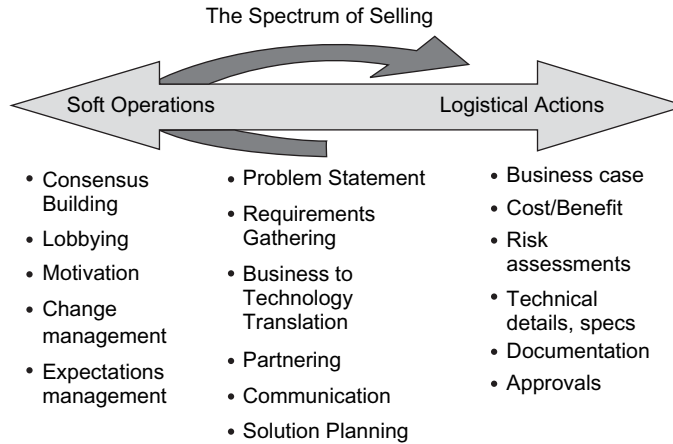 The Spectrum of Selling
Soft Operations
Logistical Actions
• Consensus
Building
• Lobbying
• Motivation
• Change
management
• Expectations
management
• Problem Statement
• Requirements
Gathering
• Business to
Technology
Translation
• Partnering
• Communication
• Solution Planning
• Business case
• Cost/Benefit
• Risk
assessments
• Technical
details, specs
• Documentation
• Approvals